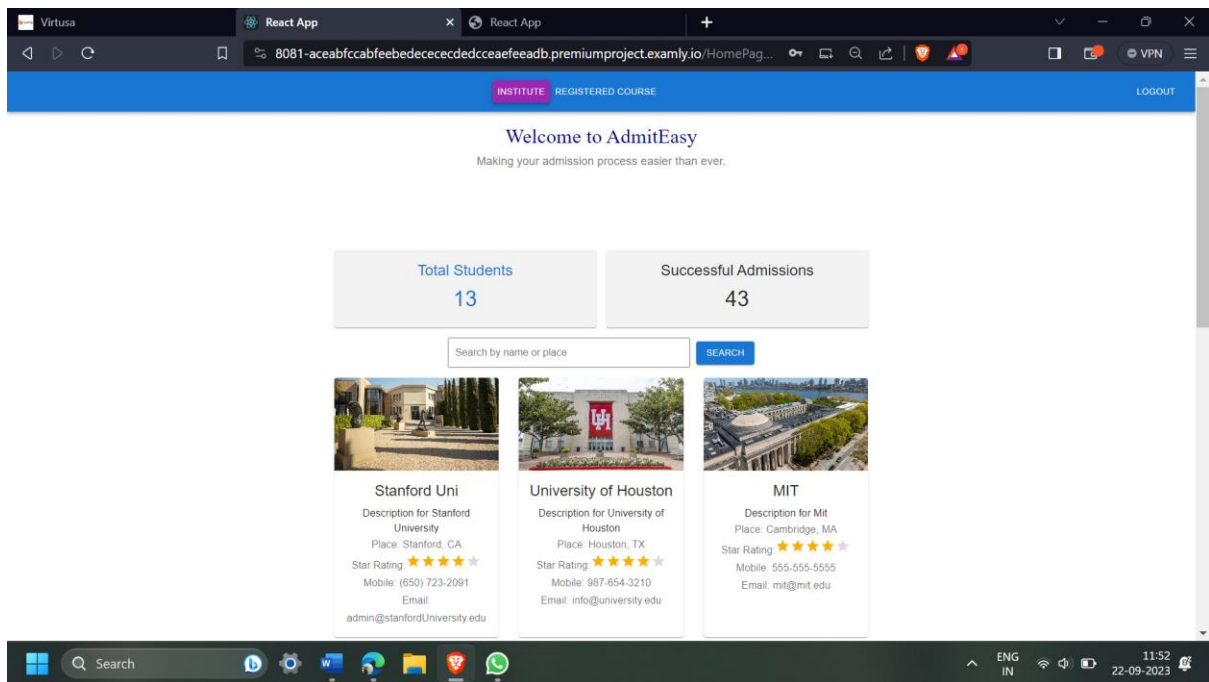 Virtusa
React App
React App
8081-aceabfccabfeebedecececdedcceaefeeadb.premiumproject.examly.io/HomePag...
VPN
INSTITUTE REGISTERED COURSE
LOGOUT
Welcome to AdmitEasy
Making your admission process easier than ever.
Total Students
13
Successful Admissions
43
Search by name or place
SEARCH
Stanford Uni
Description for Stanford
University
Place: Stanford, CA
Star Rating:
Mobile: (650) 723-2091
Email:
admin@stanfordUniversity.edu
University of Houston
Description for University of
Houston
Place: Houston, TX
Star Rating:
Mobile: 987-654-3210
Email: info@university.edu
MIT
Description for Mit
Place: Cambridge, MA
Star Rating:
Mobile: 555-555-5555
Email: mit@mit.edu
Search
ENG
IN
11:52
22-09-2023